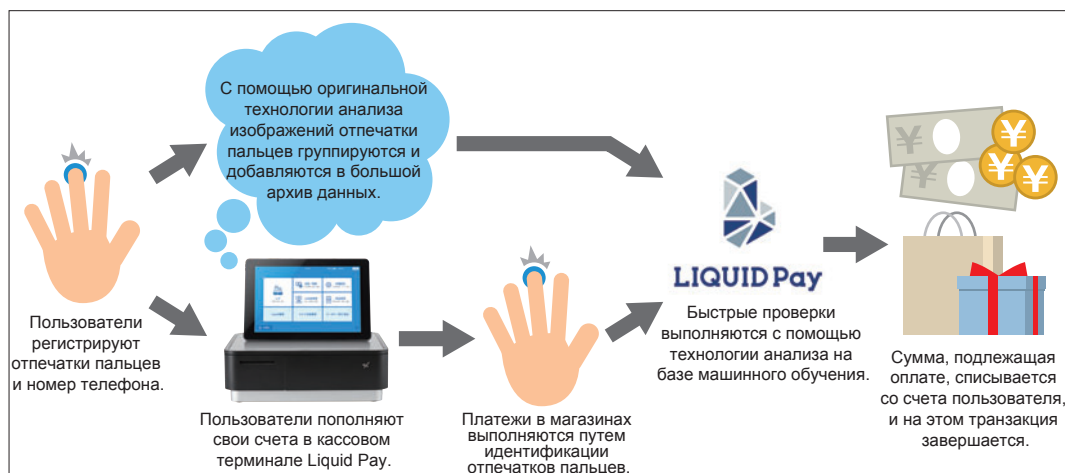 С помощью оригинальной
технологии анализа
изображений отпечатки
пальцев группируются и
добавляются в большой
архив данных.
Пользователи
регистрируют
отпечатки пальцев
и номер телефона.
Пользователи пополняют
свои счета в кассовом
терминале Liquid Pay.
Платежи в магазинах
выполняются путем
идентификации
отпечатков пальцев.
LIQUID Pay
Быстрые проверки
выполняются с помощью
технологии анализа на
базе машинного обучения.
¥
¥
¥
¥
¥
Сумма, подлежащая
оплате, списывается
со счета пользователя,
и на этом транзакция
завершается.